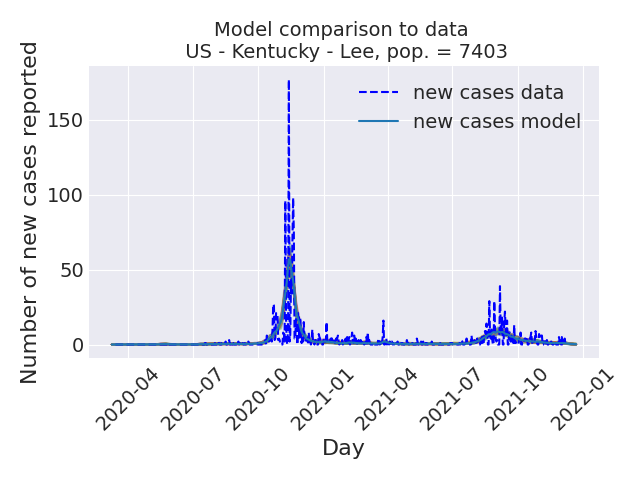 Model comparison to data
US - Kentucky - Lee, pop. = 7403
Number of new cases reported
new cases data
new cases model
150
100
50
0
2020-04
2020-07
2020-10
2021-01
2021-04
2021-07
2021-10
2022-01
Day